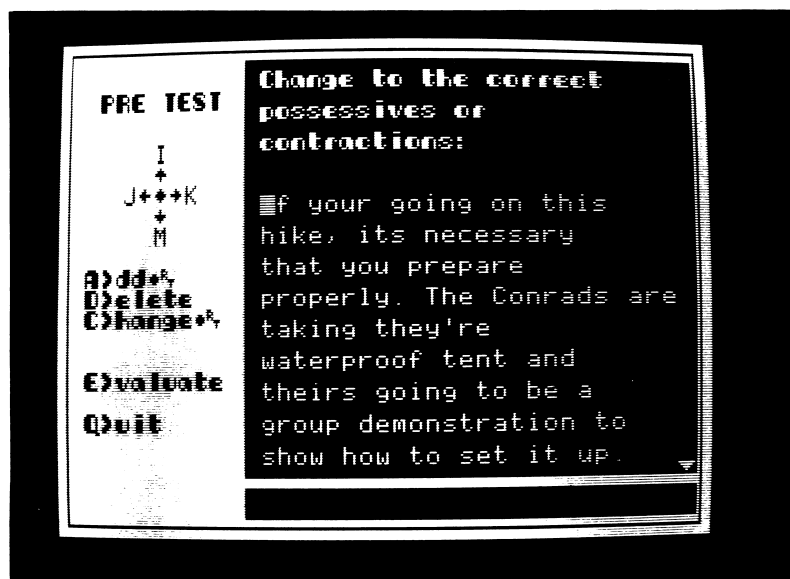 PRE TEST
I
J K
M
A)dd
D)elete
C)hange
E)valuate
Q)uit
Change to the correct
possessives or
contractions:
If your going on this
hike, its necessary
that you prepare
properly. The Conrads are
taking they're
waterproof tent and
theirs going to be a
group demonstration to
show how to set it up.